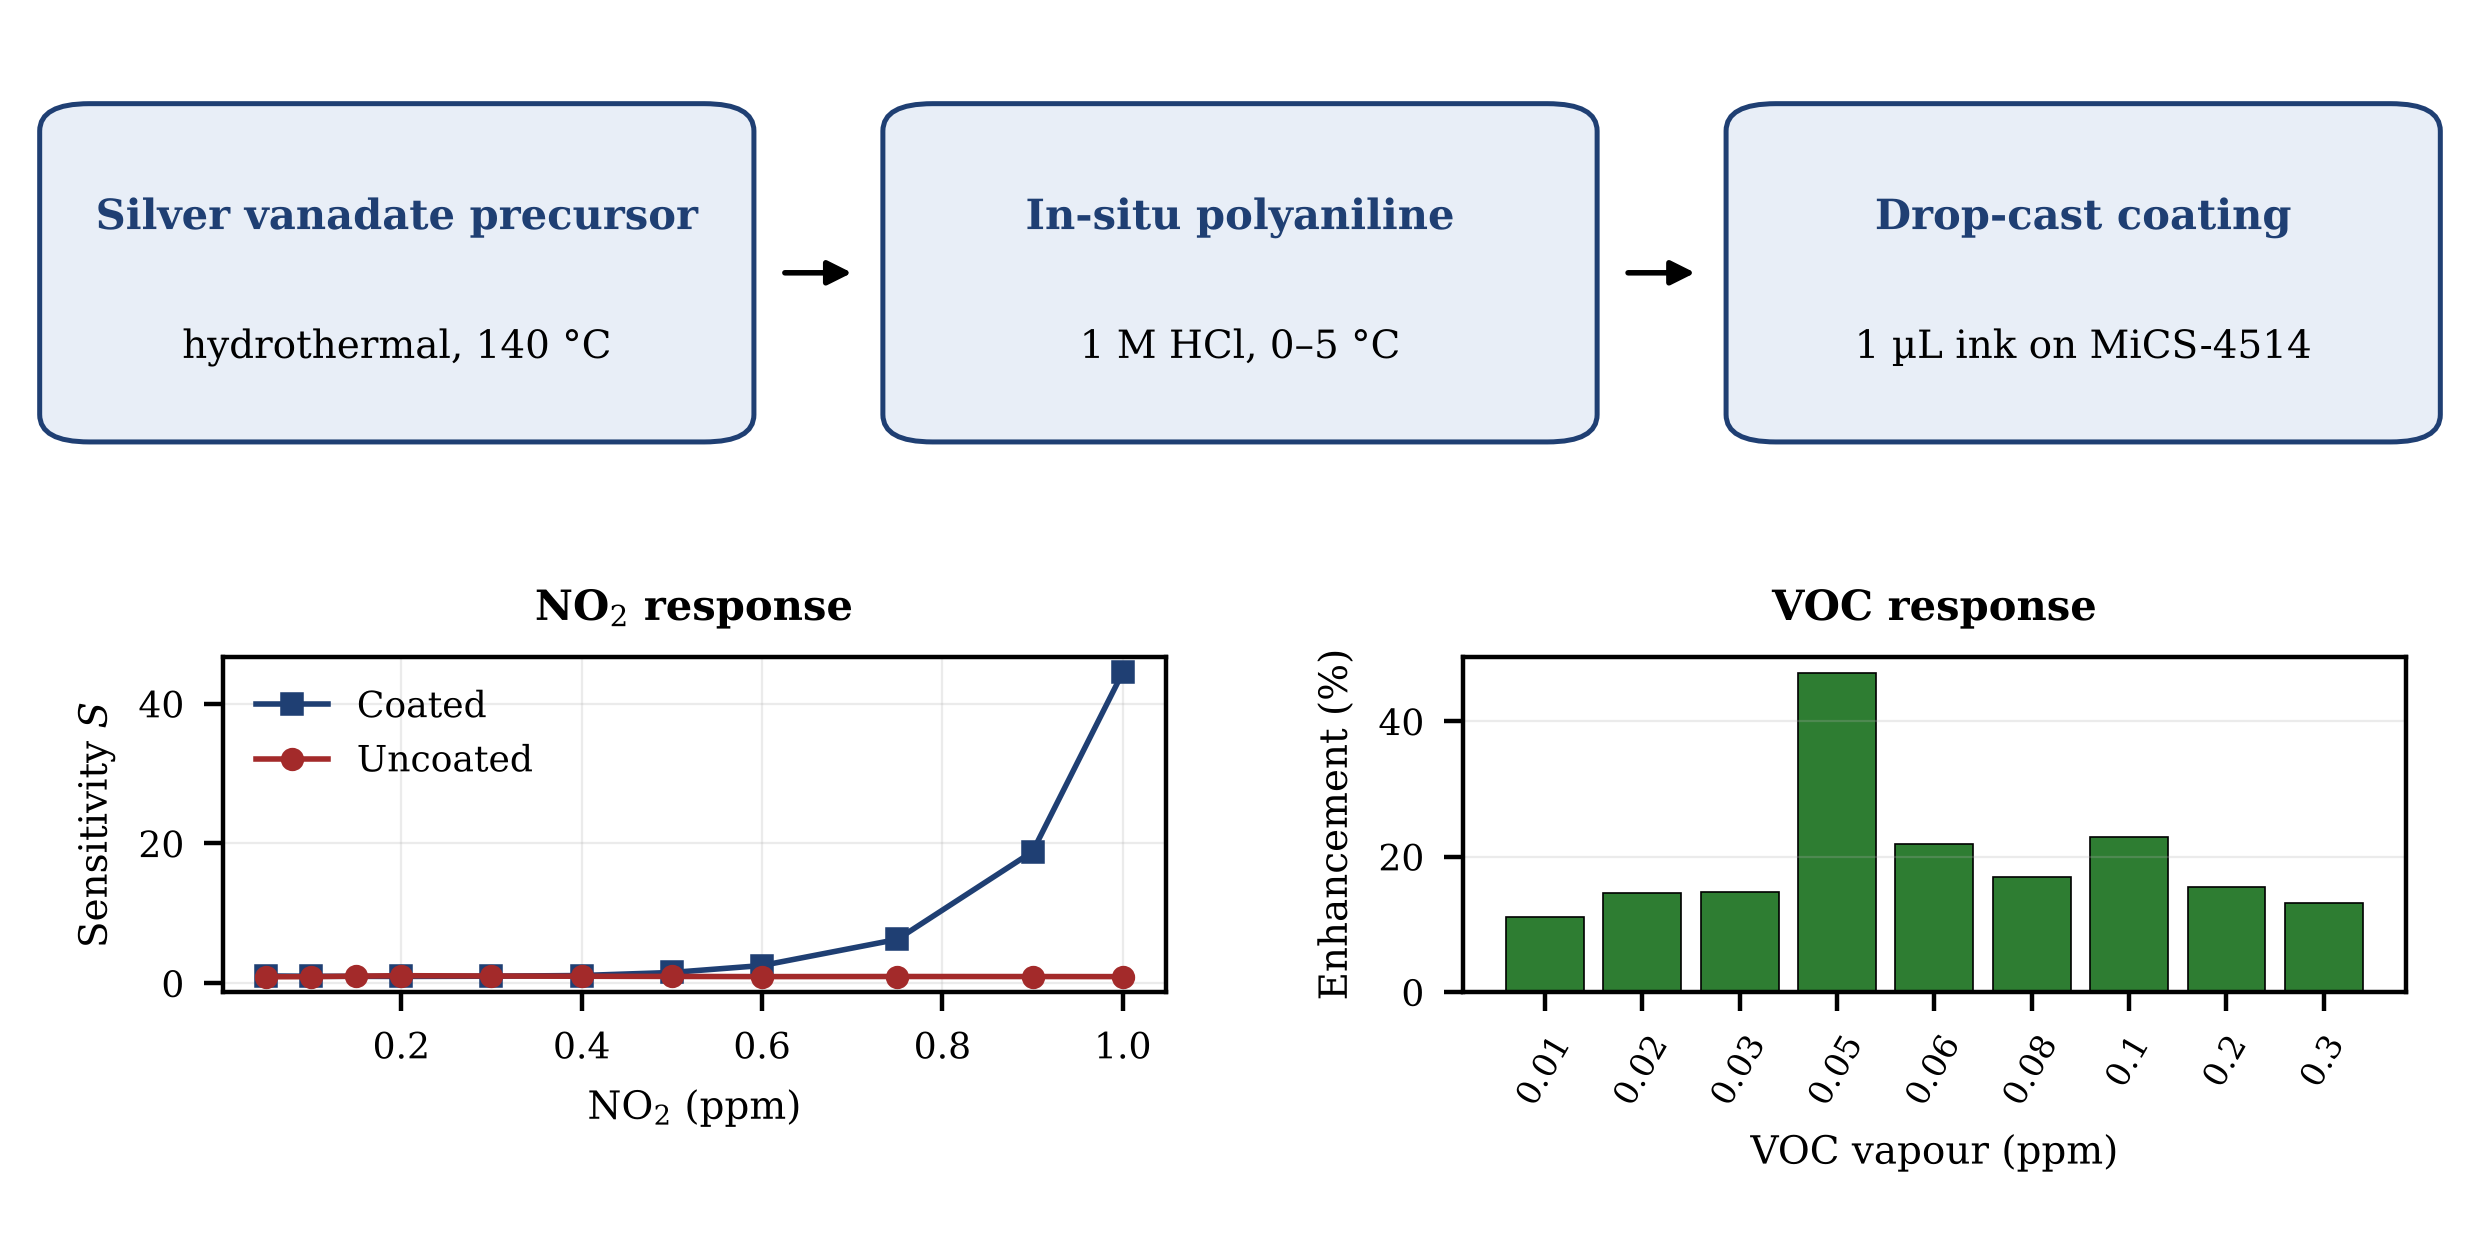 Silver vanadate precursor
hydrothermal, 140 °C
In-situ polyaniline
1 M HCl, 0–5 °C
Drop-cast coating
1 µL ink on MiCS-4514
NO₂ response
Sensitivity S
40
20
0
Coated
Uncoated
0.2 0.4 0.6 0.8 1.0
NO₂ (ppm)
VOC response
Enhancement (%)
40
20
0
0.01 0.02 0.03 0.05 0.06 0.08 0.1 0.2 0.3
VOC vapour (ppm)